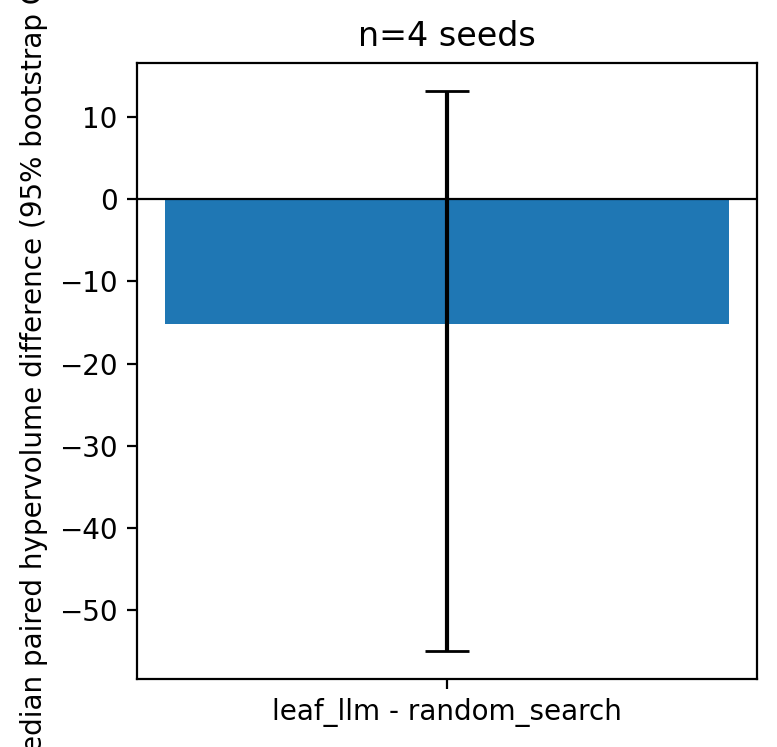 n=4 seeds
edian paired hypervolume difference (95% bootstrap
10
0
−10
−20
−30
−40
−50
leaf_llm - random_search